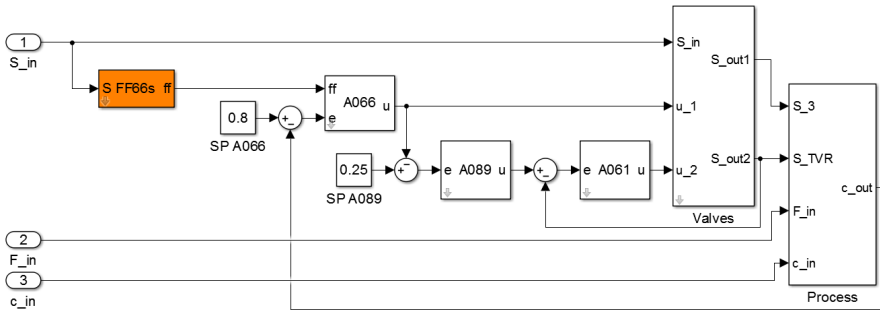 1
S_in
S FF66s ff
0.8
SP A066
+
−
ff
e
A066
u
0.25
SP A089
+
−
e A089 u
+
−
e A061 u
S_in
u_1
u_2
S_out1
S_out2
Valves
S_3
S_TVR
F_in
c_in
c_out
Process
2
F_in
3
c_in